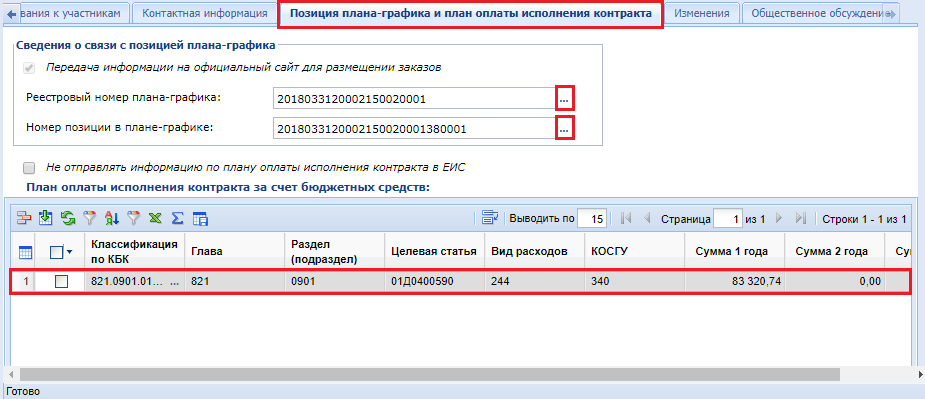 вания к участникам Контактная информация Позиция плана-графика и план оплаты исполнения контракта Изменения Общественное обсуждение
Сведения о связи с позицией плана-графика
Передача информации на официальный сайт для размещении заказов
Реестровый номер плана-графика: 2018033120002150020001 ...
Номер позиции в плане-графике: 2018033120002150020001380001 ...
Не отправлять информацию по плану оплаты исполнения контракта в ЕИС
План оплаты исполнения контракта за счет бюджетных средств:
Выводить по 15 Страница 1 из 1 Строки 1 - 1 из 1
Классификация по КБК Глава Раздел (подраздел) Целевая статья Вид расходов КОСГУ Сумма 1 года Сумма 2 года Су
1 821.0901.01... ... 821 0901 01Д0400590 244 340 83 320,74 0,00
Готово